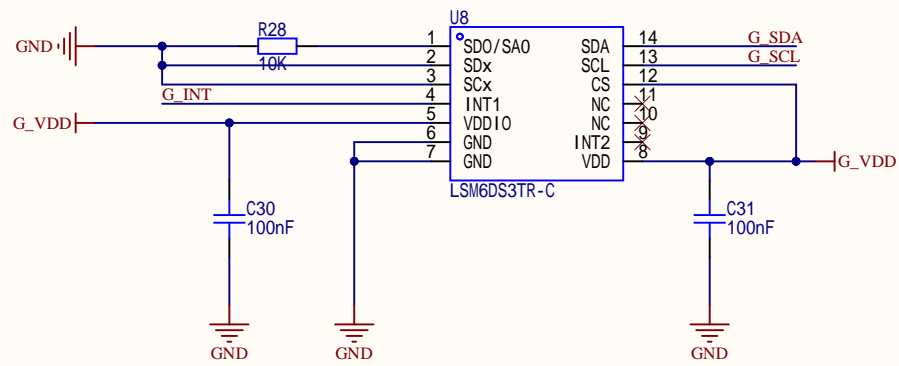 U8
GND
R28
10K
1
SDO/SA0
SDA
14
G_SDA
2
SDx
SCL
13
G_SCL
3
SCx
CS
12
G_INT
4
INT1
NC
11
G_VDD
5
VDDIO
NC
10
6
GND
INT2
9
7
GND
VDD
8
G_VDD
LSM6DS3TR-C
C30
100nF
C31
100nF
GND
GND
GND